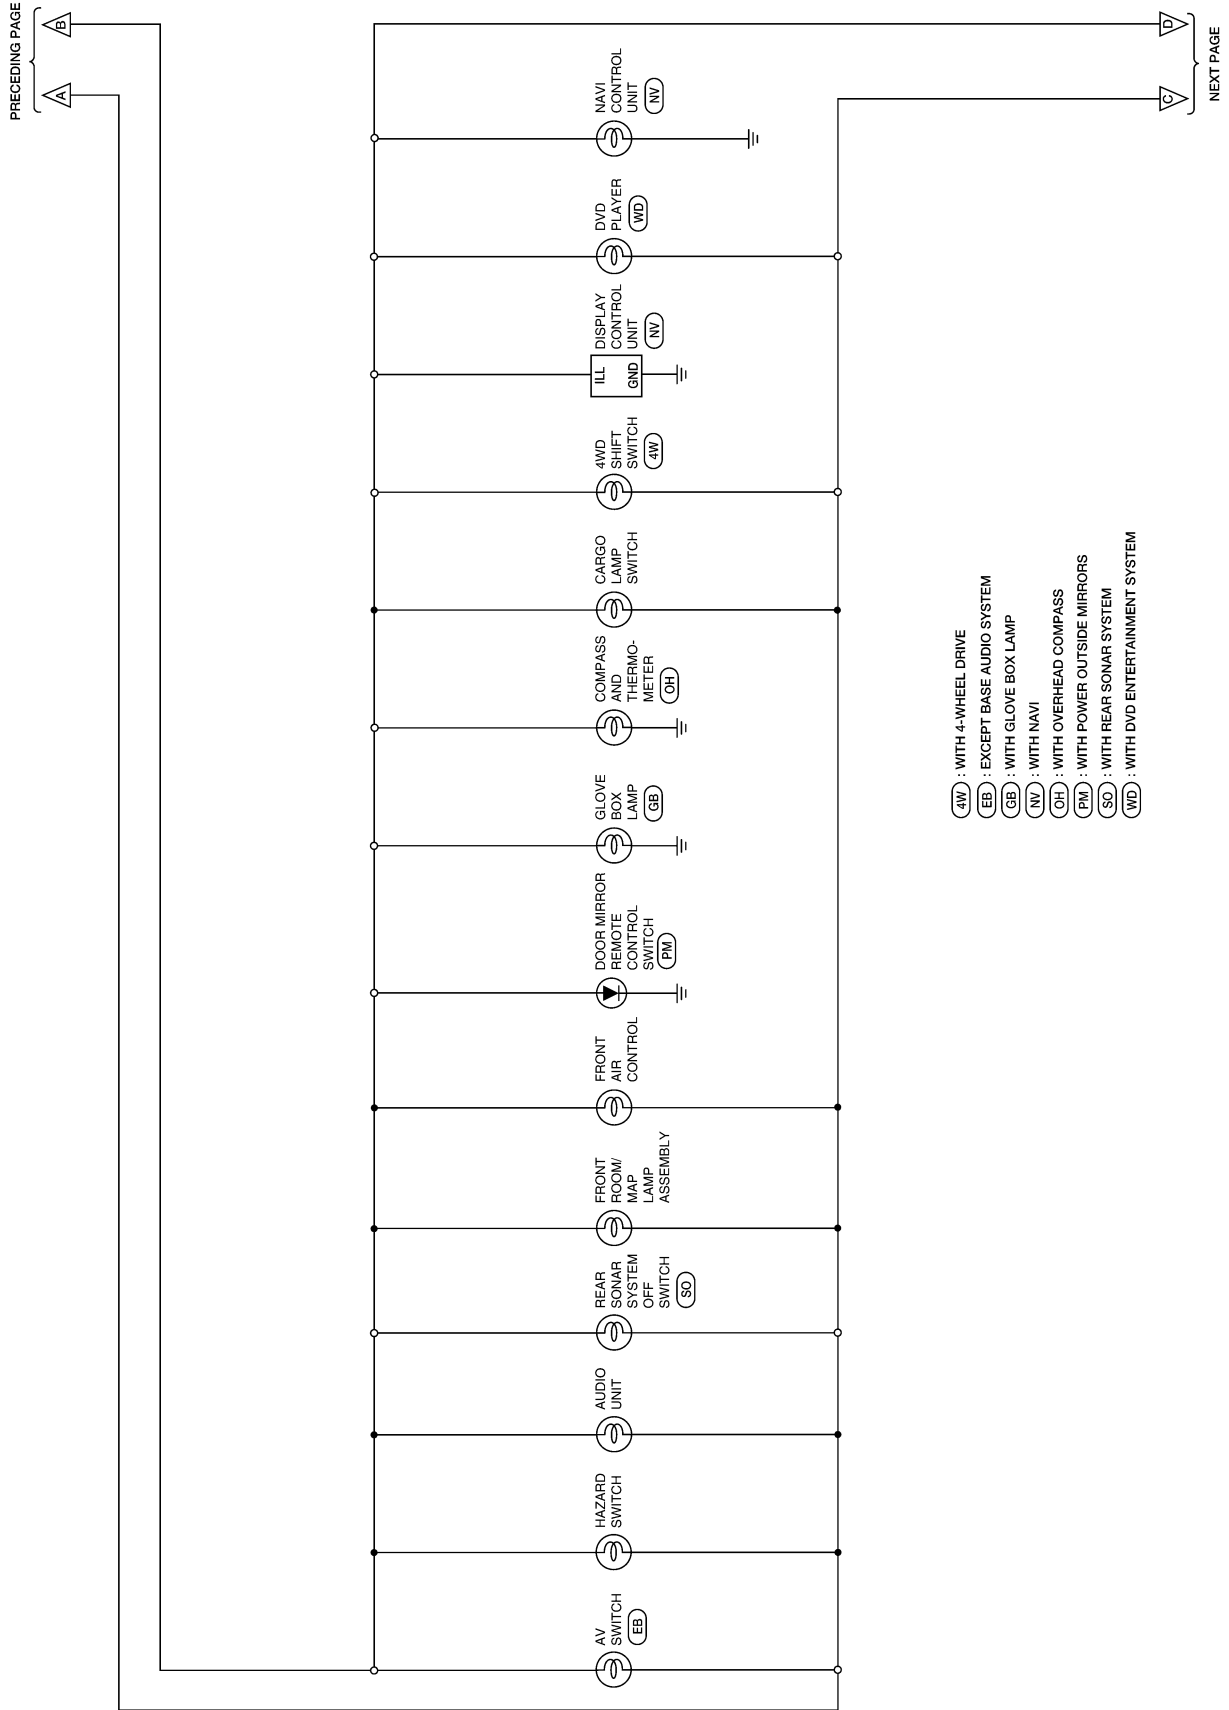 PRECEDING PAGE
A
B
AV
SWITCH
EB
HAZARD
SWITCH
AUDIO
UNIT
REAR
SONAR
SYSTEM
OFF
SWITCH
SO
FRONT
ROOM/
MAP
LAMP
ASSEMBLY
FRONT
AIR
CONTROL
DOOR MIRROR
REMOTE
CONTROL
SWITCH
PM
GLOVE
BOX
LAMP
GB
COMPASS
AND
THERMO-
METER
OH
CARGO
LAMP
SWITCH
4WD
SHIFT
SWITCH
4W
DISPLAY
CONTROL
UNIT
NV
ILL
GND
DVD
PLAYER
WD
NAVI
CONTROL
UNIT
NV
4W : WITH 4-WHEEL DRIVE
EB : EXCEPT BASE AUDIO SYSTEM
GB : WITH GLOVE BOX LAMP
NV : WITH NAVI
OH : WITH OVERHEAD COMPASS
PM : WITH POWER OUTSIDE MIRRORS
SO : WITH REAR SONAR SYSTEM
WD : WITH DVD ENTERTAINMENT SYSTEM
C
D
NEXT PAGE